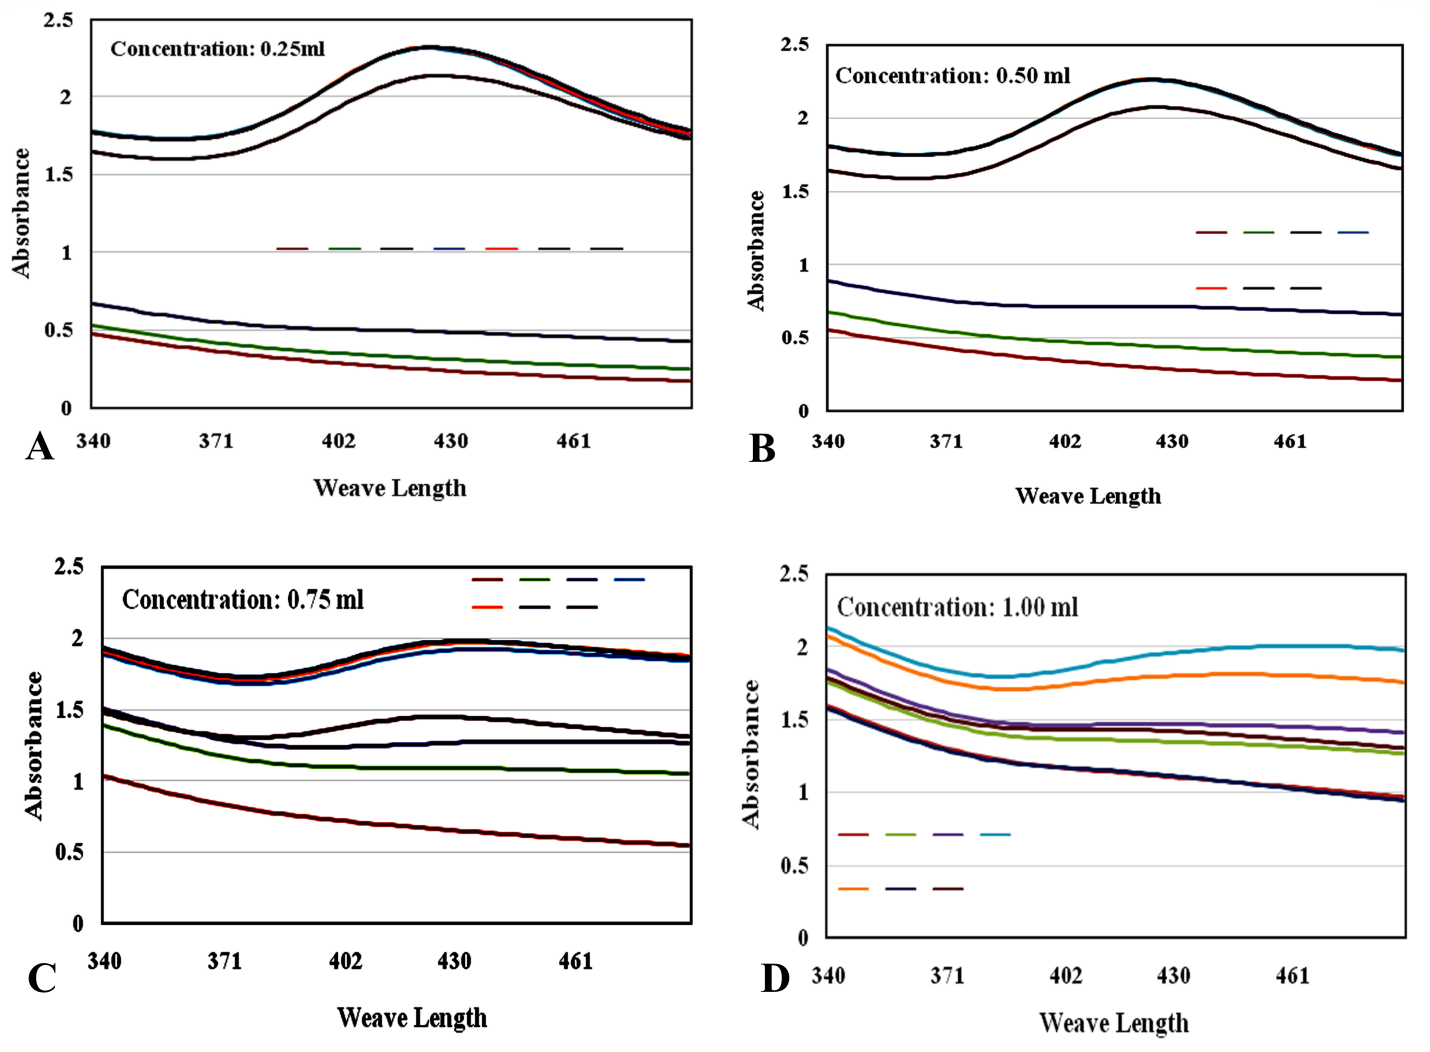 2.5
Concentration: 0.25ml
2
1.5
1
0.5
0
Absorbance
340 371 402 430 461
A
Weave Length
2.5
Concentration: 0.50 ml
2
1.5
1
0.5
0
Absorbance
340 371 402 430 461
B
Weave Length
2.5
Concentration: 0.75 ml
2
1.5
1
0.5
0
Absorbance
340 371 402 430 461
C
Weave Length
2.5
Concentration: 1.00 ml
2
1.5
1
0.5
0
Absorbance
340 371 402 430 461
D
Weave Length